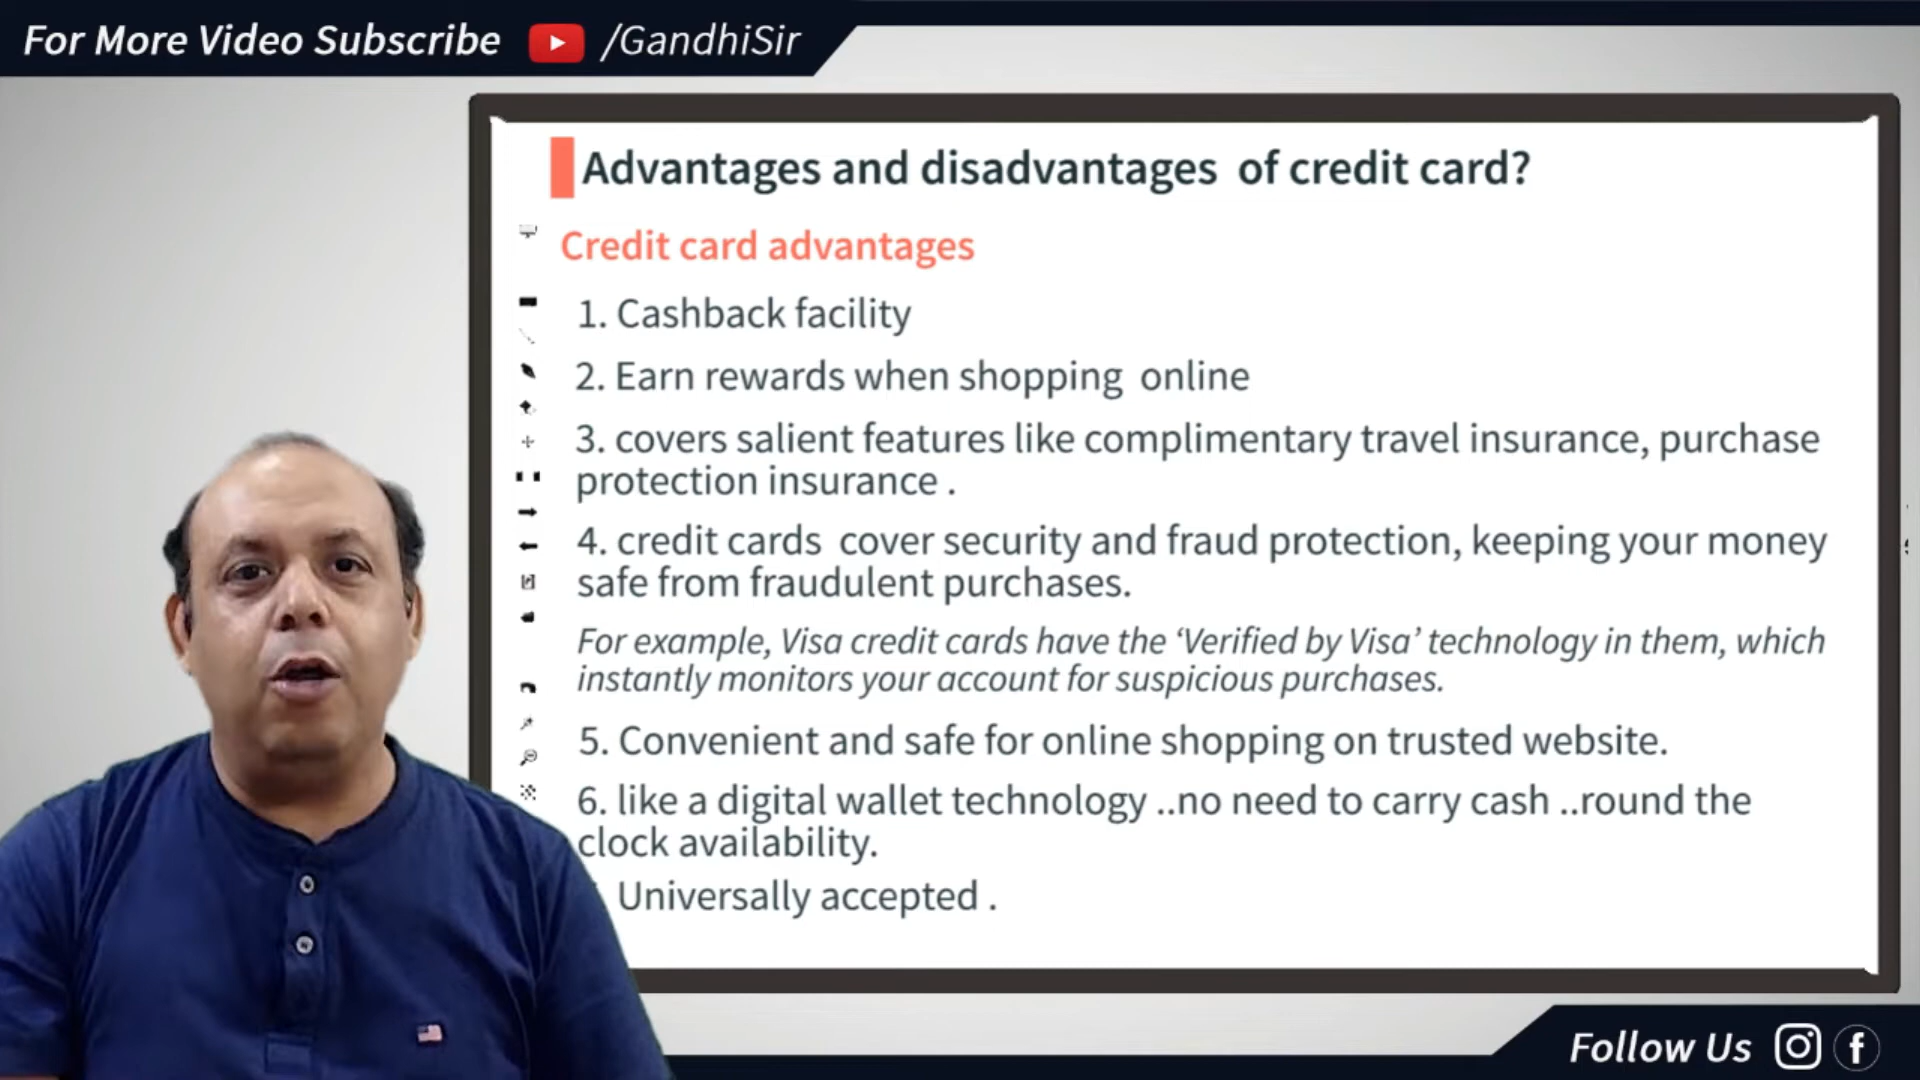 For More Video Subscribe /GandhiSir
Advantages and disadvantages of credit card?
Credit card advantages
1. Cashback facility
2. Earn rewards when shopping online
3. covers salient features like complimentary travel insurance, purchase
protection insurance .
4. credit cards cover security and fraud protection, keeping your money
safe from fraudulent purchases.
For example, Visa credit cards have the ‘Verified by Visa’ technology in them, which
instantly monitors your account for suspicious purchases.
5. Convenient and safe for online shopping on trusted website.
6. like a digital wallet technology ..no need to carry cash ..round the
clock availability.
Universally accepted .
Follow Us